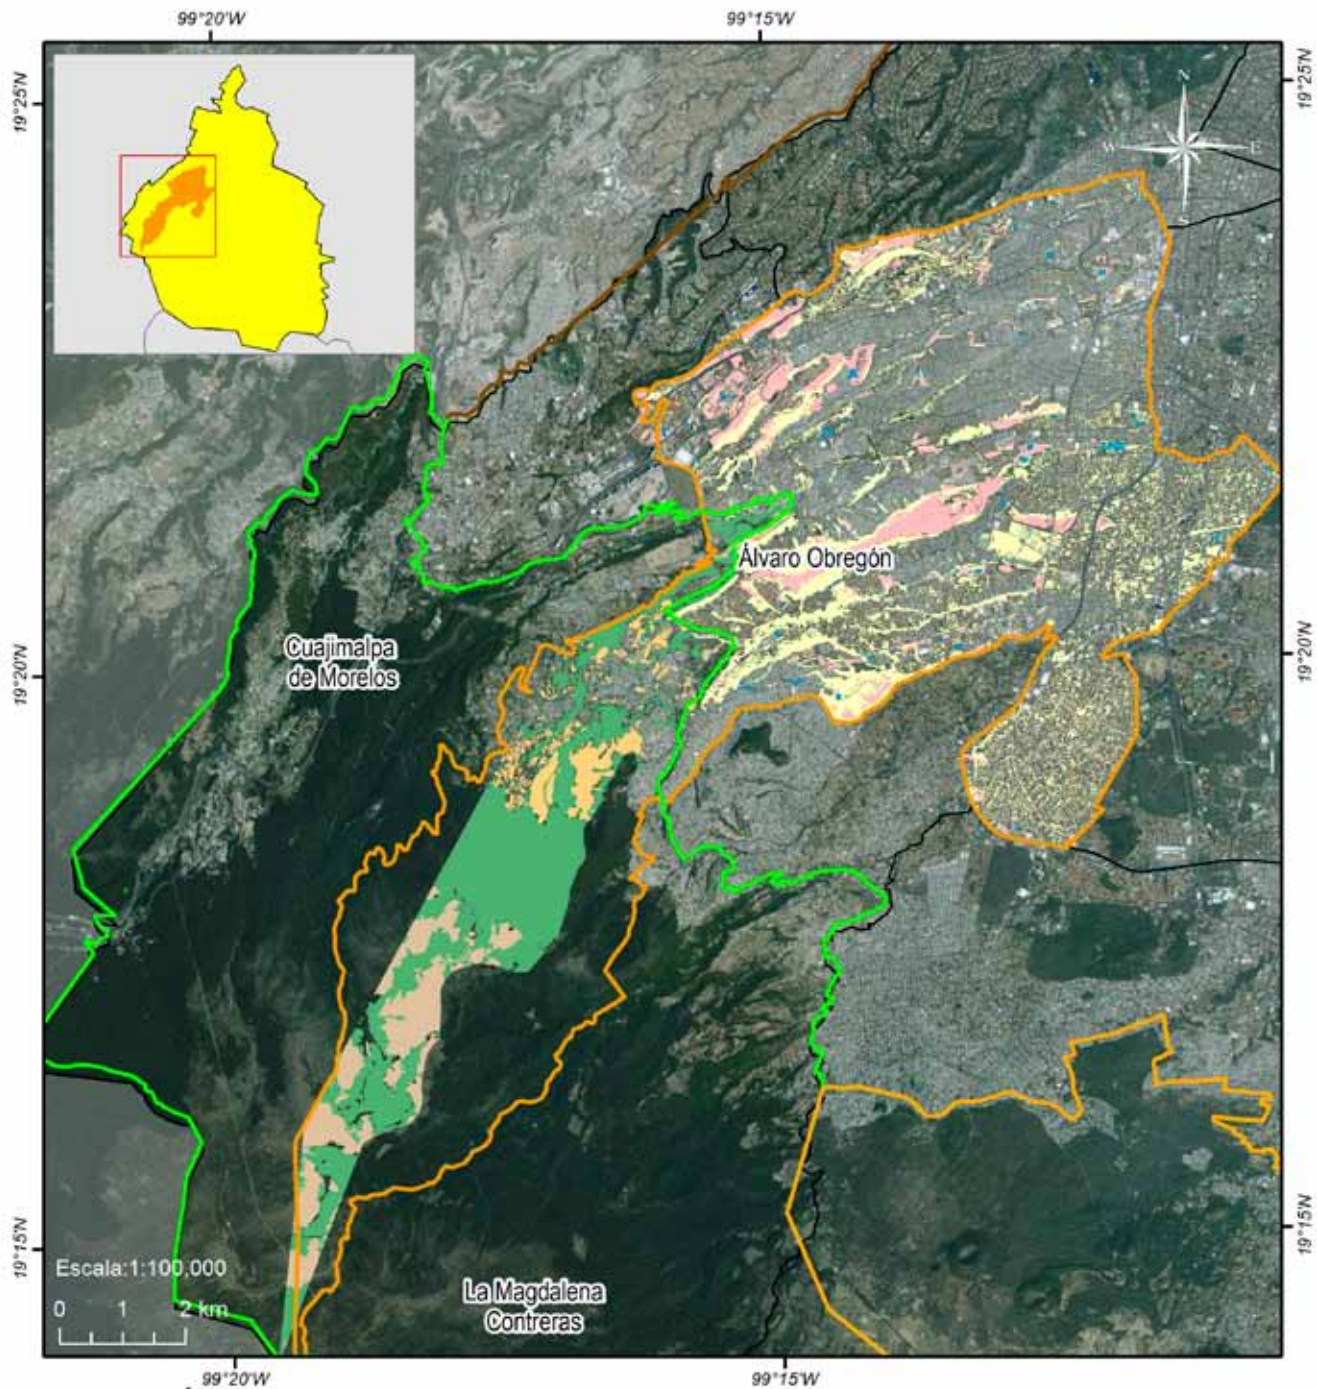 99°20'W
99°15'W
19°25'N
19°25'N
N
W
E
Álvaro Obregón
Cuajimalpa
de Morelos
19°20'N
19°20'N
19°15'N
19°15'N
Escala:1:100,000
0 1 2 km
La Magdalena
Contreras
99°20'W
99°15'W